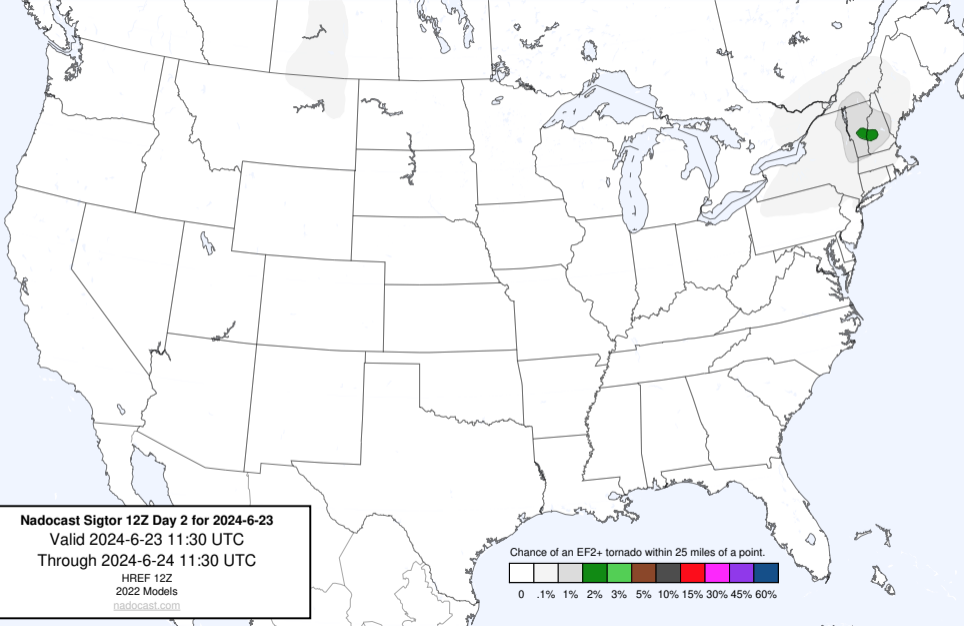 Nadocast Sigtor 12Z Day 2 for 2024-6-23
Valid 2024-6-23 11:30 UTC
Through 2024-6-24 11:30 UTC
HREF 12Z
2022 Models
nadocast.com
Chance of an EF2+ tornado within 25 miles of a point.
0 .1% 1% 2% 3% 5% 10% 15% 30% 45% 60%